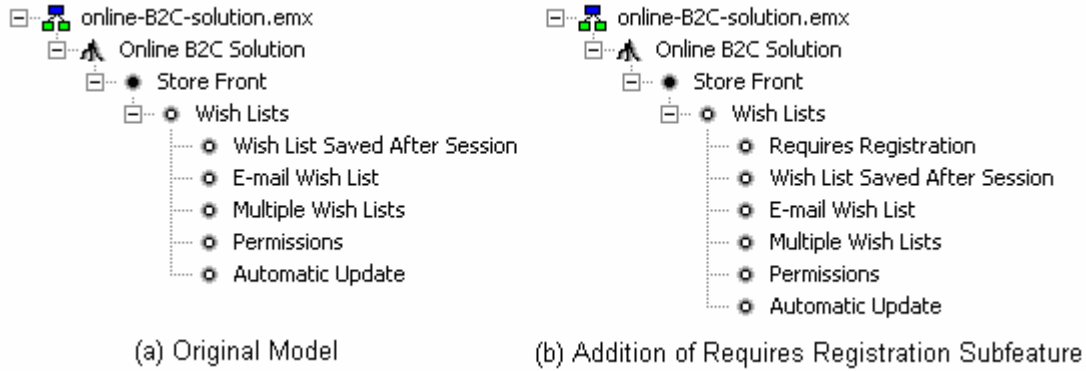 online-B2C-solution.emx
Online B2C Solution
Store Front
Wish Lists
Wish List Saved After Session
E-mail Wish List
Multiple Wish Lists
Permissions
Automatic Update
(a) Original Model
online-B2C-solution.emx
Online B2C Solution
Store Front
Wish Lists
Requires Registration
Wish List Saved After Session
E-mail Wish List
Multiple Wish Lists
Permissions
Automatic Update
(b) Addition of Requires Registration Subfeature